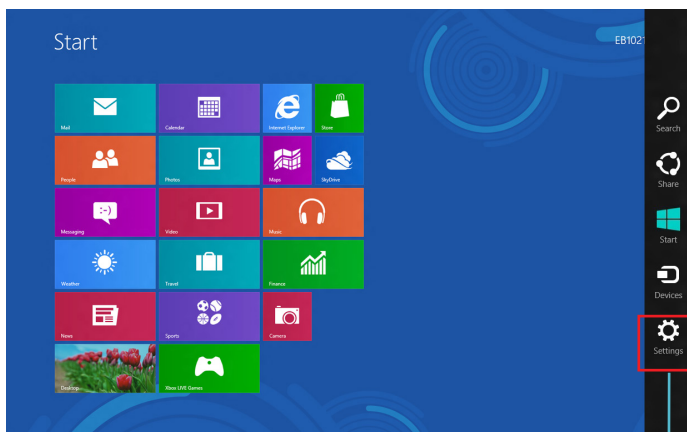 Start
EB1021
Mail
Calendar
Internet Explorer
Store
People
Photos
Maps
SkyDrive
Messaging
:-)
Video
Music
Weather
Travel
Finance
News
Sports
Camera
Desktop
Xbox LIVE Games
Search
Share
Start
Devices
Settings